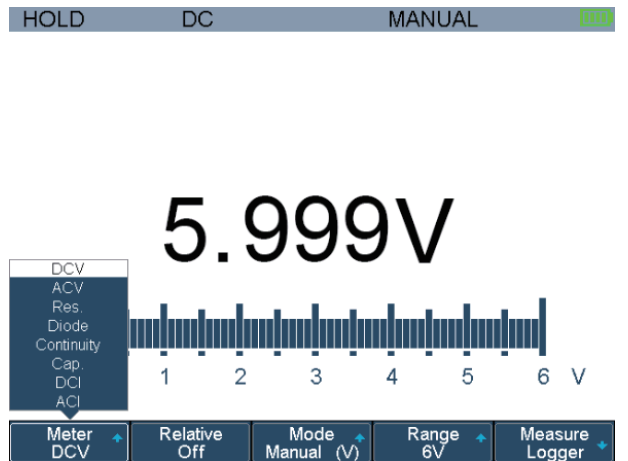 HOLD DC MANUAL
5.999V
DCV
ACV
Res.
Diode
Continuity
Cap.
DCI
ACI
1 2 3 4 5 6 V
Meter Relative Mode Range Measure
DCV Off Manual (V) 6V Logger